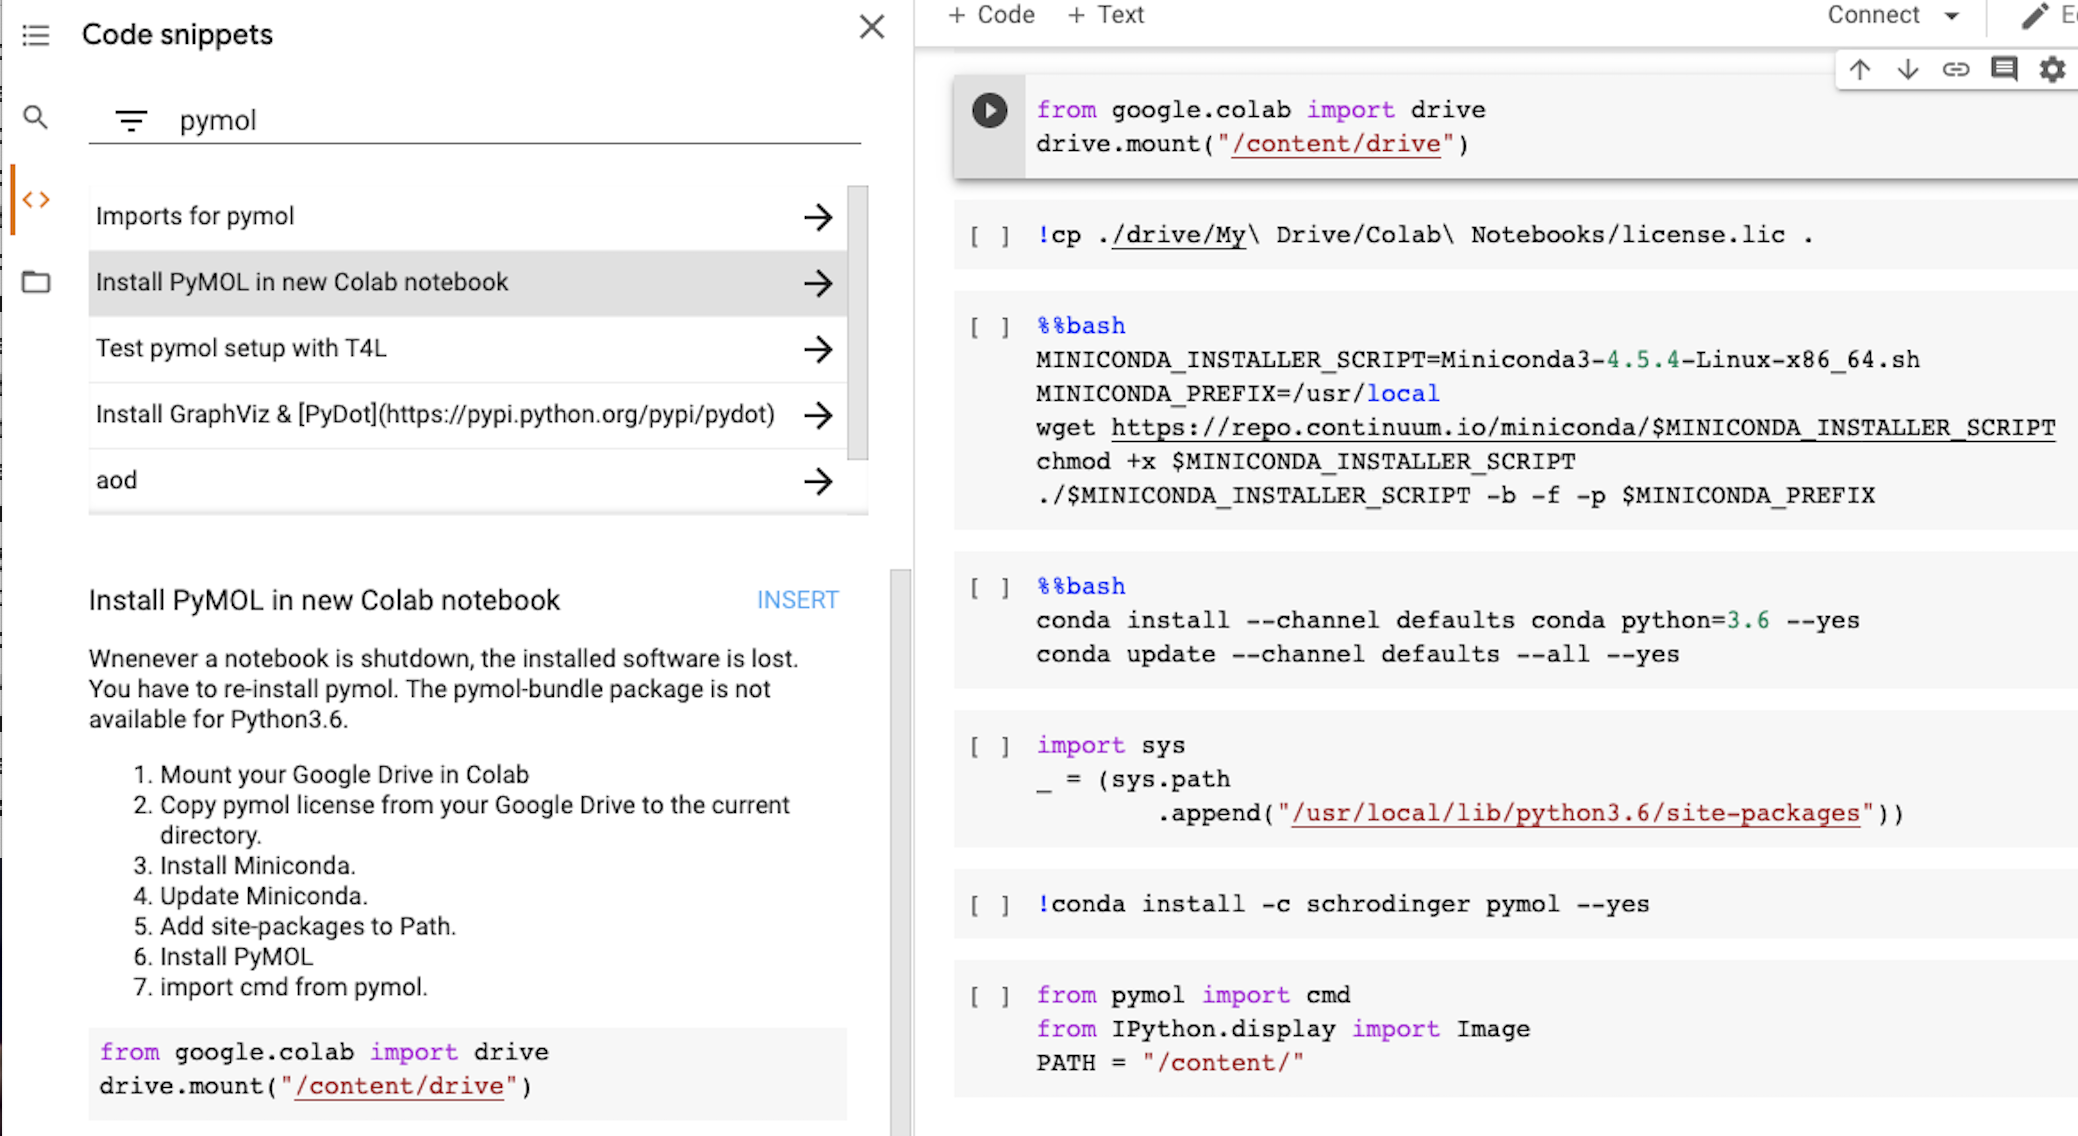 Code snippets
pymol
Imports for pymol
Install PyMOL in new Colab notebook
Test pymol setup with T4L
Install GraphViz & [PyDot](https://pypi.python.org/pypi/pydot)
aod
Install PyMOL in new Colab notebook
INSERT
Wnenever a notebook is shutdown, the installed software is lost.
You have to re-install pymol. The pymol-bundle package is not
available for Python3.6.
1. Mount your Google Drive in Colab
2. Copy pymol license from your Google Drive to the current
directory.
3. Install Miniconda.
4. Update Miniconda.
5. Add site-packages to Path.
6. Install PyMOL
7. import cmd from pymol.
from google.colab import drive
drive.mount("/content/drive")
+ Code + Text
Connect
from google.colab import drive
drive.mount("/content/drive")
[ ] !cp ./drive/My\ Drive/Colab\ Notebooks/license.lic .
[ ] %%bash
MINICONDA_INSTALLER_SCRIPT=Miniconda3-4.5.4-Linux-x86_64.sh
MINICONDA_PREFIX=/usr/local
wget https://repo.continuum.io/miniconda/$MINICONDA_INSTALLER_SCRIPT
chmod +x $MINICONDA_INSTALLER_SCRIPT
./$MINICONDA_INSTALLER_SCRIPT -b -f -p $MINICONDA_PREFIX
[ ] %%bash
conda install --channel defaults conda python=3.6 --yes
conda update --channel defaults --all --yes
[ ] import sys
_ = (sys.path
.append("/usr/local/lib/python3.6/site-packages"))
[ ] !conda install -c schrodinger pymol --yes
[ ] from pymol import cmd
from IPython.display import Image
PATH = "/content/"